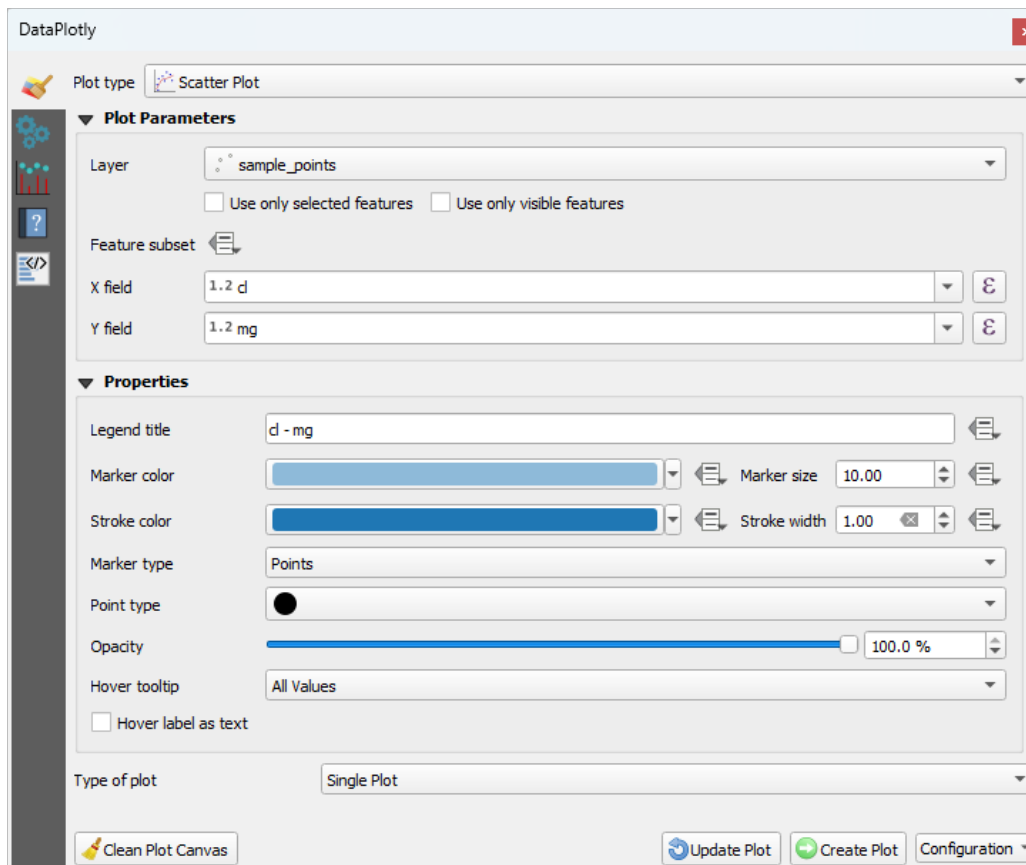 DataPlotly
Plot type Scatter Plot
Plot Parameters
Layer sample_points
Use only selected features Use only visible features
Feature subset
X field 1.2 cl ε
Y field 1.2 mg ε
Properties
Legend title cl - mg
Marker color Marker size 10.00
Stroke color Stroke width 1.00
Marker type Points
Point type
Opacity 100.0 %
Hover tooltip All Values
Hover label as text
Type of plot Single Plot
Clean Plot Canvas Update Plot Create Plot Configuration